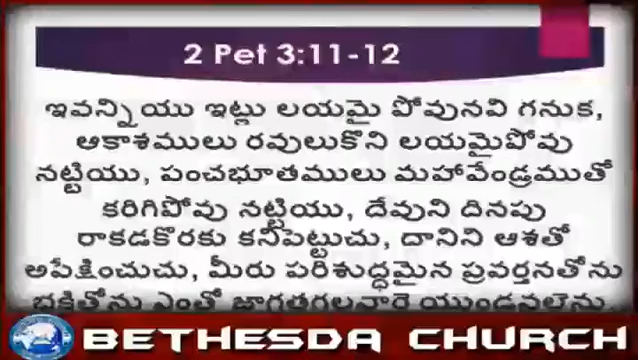 2 Pet 3:11-12
ఇవన్నియు ఇట్లు లయమై పోవునవి గనుక,
ఆకాశములు రవులుకొని లయమైపోవు
నట్టియు, పంచభూతములు మహావేండ్రముతో
కరిగిపోవు నట్టియు, దేవుని దినపు
రాకడకొరకు కనిపెట్టుచు, దానిని ఆశతో
అపేక్షించుచు, మీరు పరిశుద్ధమైన ప్రవర్తనతోను
భక్తితోను ఎంతో జాగ్రతగలవారై యుండవలెను.
BETHESDA CHURCH